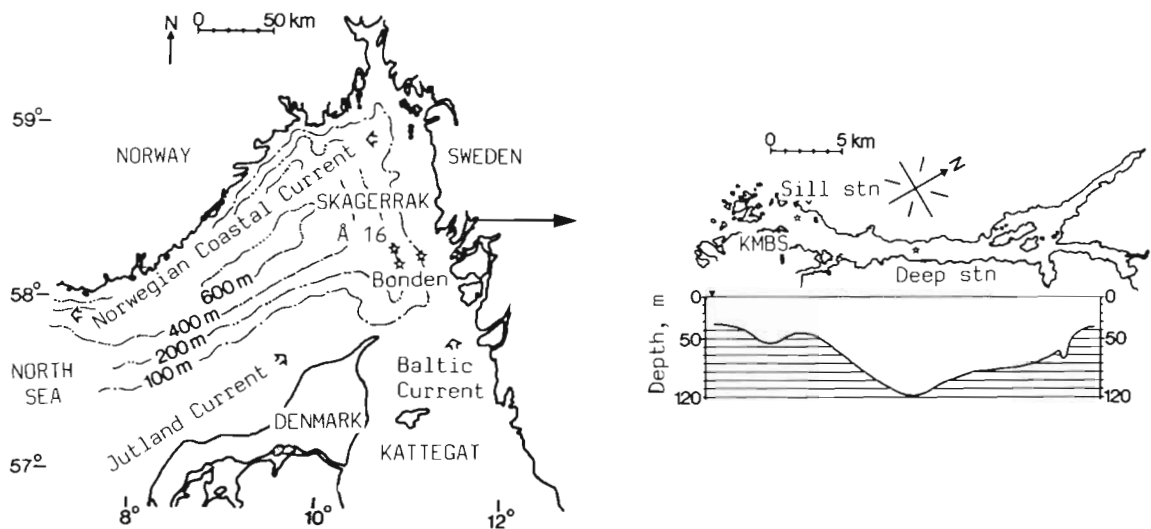 N 0 50 km
59°
NORWAY
SWEDEN
Norwegian Coastal Current
SKAGERRAK
Å 16
Bonden
600 m
58°
400 m
200 m
100 m
NORTH
SEA
Jutland Current
Baltic
Current
DENMARK
KATTEGAT
57°
8° 10° 12°
0 5 km
N
Sill stn
KMBS
Deep stn
Depth, m
0 0
50 50
120 120